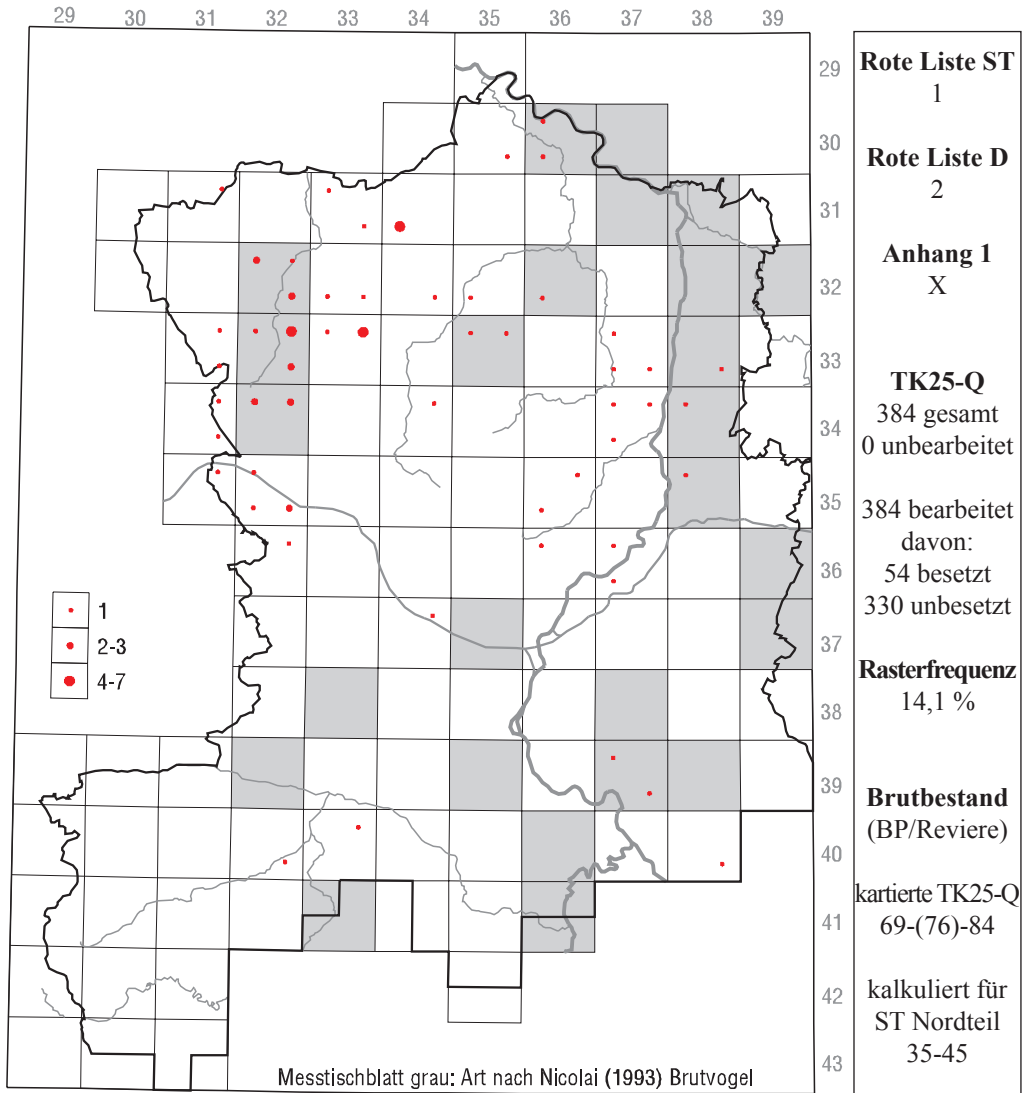 29 31 32 33 34 35 36 37 38 39
29
30
31
32
33
34
35
36
37
38
39
40
41
42
43
1
2-3
4-7
Messtischblatt grau: Art nach Nicolai (1993) Brutvogel
Rote Liste ST
1
Rote Liste D
2
Anhang 1
X
TK25-Q
384 gesamt
0 unbearbeitet
384 bearbeitet
davon:
54 besetzt
330 unbesetzt
Rasterfrequenz
14,1 %
Brutbestand
(BP/Reviere)
kartierte TK25-Q
69-(76)-84
kalkuliert für
ST Nordteil
35-45